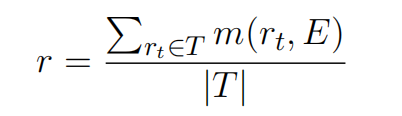 r = \frac{\sum_{r_t \in T} m(r_t, E)}{|T|}